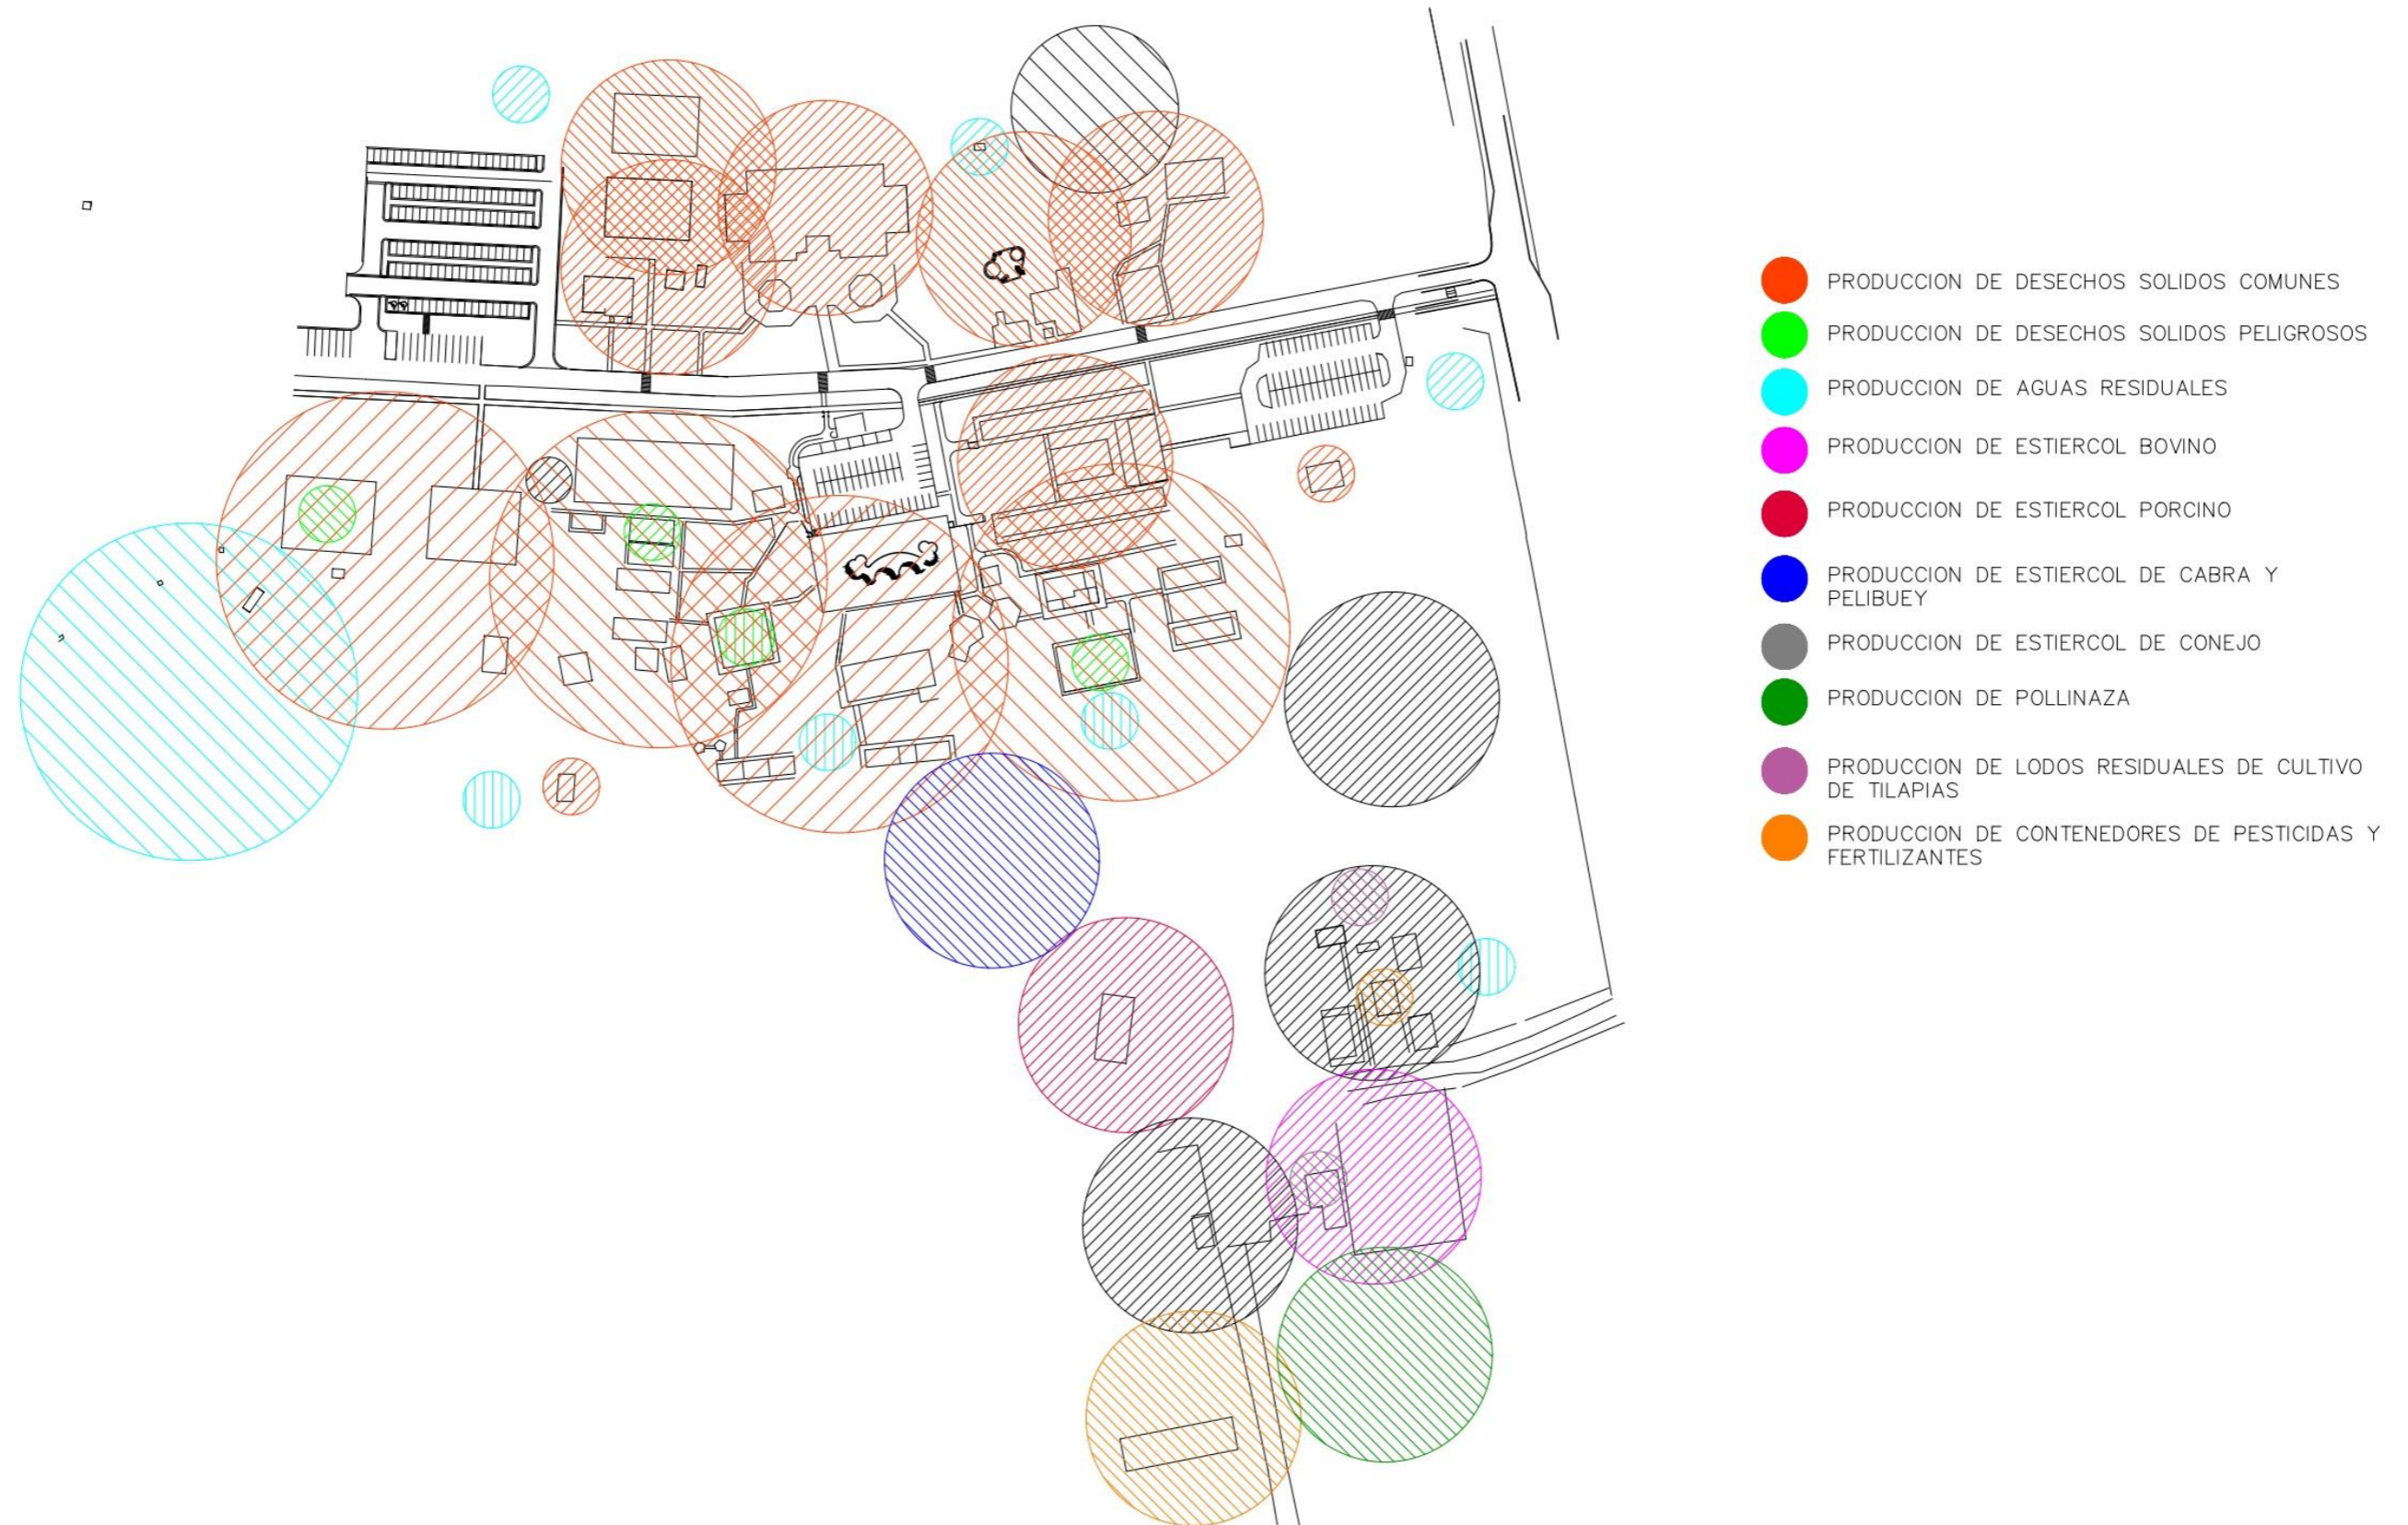 PRODUCCION DE DESECHOS SOLIDOS COMUNES
PRODUCCION DE DESECHOS SOLIDOS PELIGROSOS
PRODUCCION DE AGUAS RESIDUALES
PRODUCCION DE ESTIERCOL BOVINO
PRODUCCION DE ESTIERCOL PORCINO
PRODUCCION DE ESTIERCOL DE CABRA Y
PELIBUEY
PRODUCCION DE ESTIERCOL DE CONEJO
PRODUCCION DE POLLINAZA
PRODUCCION DE LODOS RESIDUALES DE CULTIVO
DE TILAPIAS
PRODUCCION DE CONTENEDORES DE PESTICIDAS Y
FERTILIZANTES